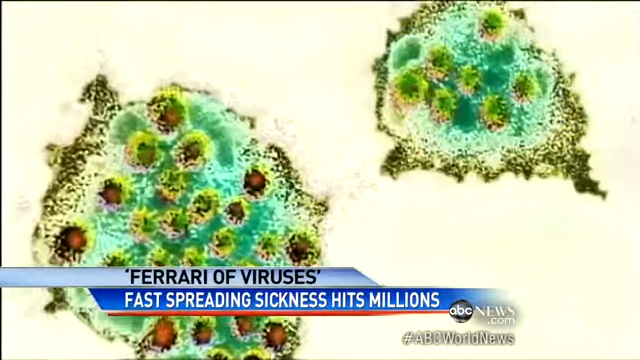 'FERRARI OF VIRUSES'
FAST SPREADING SICKNESS HITS MILLIONS
abc NEWS
.com
#ABCWorldNews